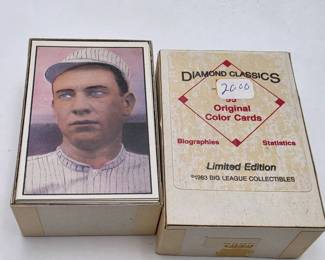 DIAMOND CLASSICS
20.00
Original
Color Cards
Biographies
Statistics
Limited Edition
©1983 BIG LEAGUE COLLECTIBLES